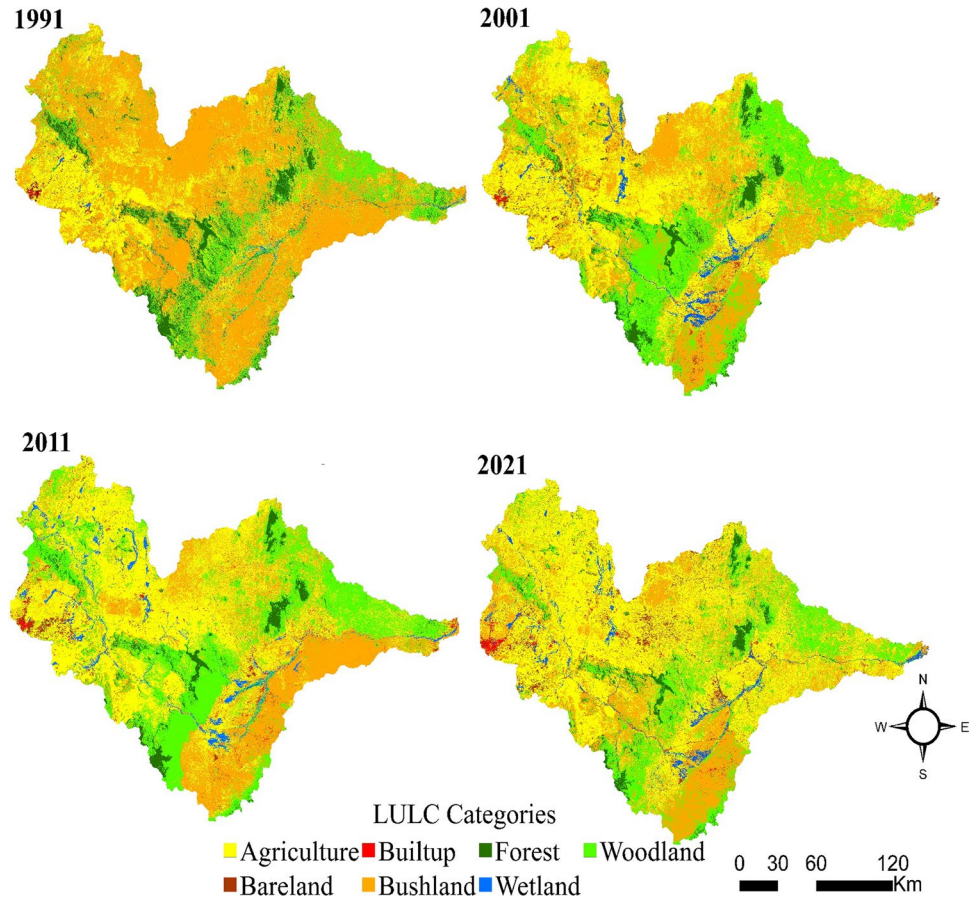 1991
2001
2011
2021
N
W E
S
LULC Categories
Agriculture Builtup Forest Woodland
Bareland Bushland Wetland
0 30 60 120
Km